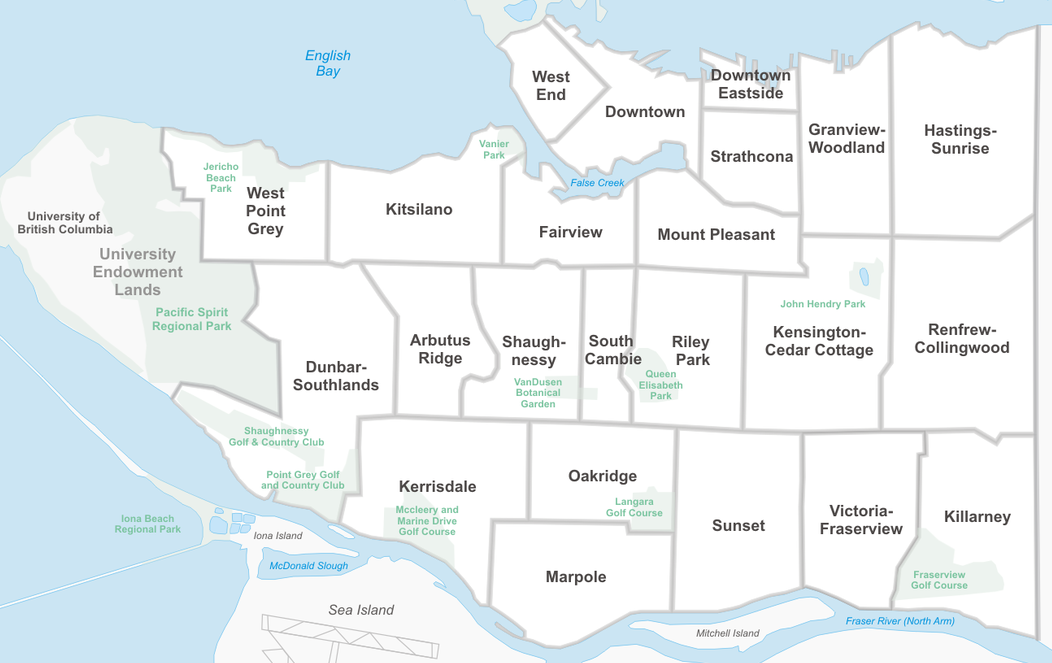 English
Bay
West
End
Downtown
Downtown
Eastside
Granview-
Woodland
Hastings-
Sunrise
Strathcona
Vanier
Park
Jericho
Beach
Park
False Creek
West
Point
Grey
Kitsilano
Fairview
Mount Pleasant
University of
British Columbia
University
Endowment
Lands
Pacific Spirit
Regional Park
John Hendry Park
Kensington-
Cedar Cottage
Renfrew-
Collingwood
Arbutus
Ridge
Shaugh-
nessy
South
Cambie
Riley
Park
Dunbar-
Southlands
VanDusen
Botanical
Garden
Queen
Elisabeth
Park
Shaughnessy
Golf & Country Club
Point Grey Golf
and Country Club
Kerrisdale
Oakridge
Langara
Golf Course
Mccleery and
Marine Drive
Golf Course
Sunset
Victoria-
Fraserview
Killarney
Iona Beach
Regional Park
Iona Island
McDonald Slough
Marpole
Fraserview
Golf Course
Sea Island
Mitchell Island
Fraser River (North Arm)